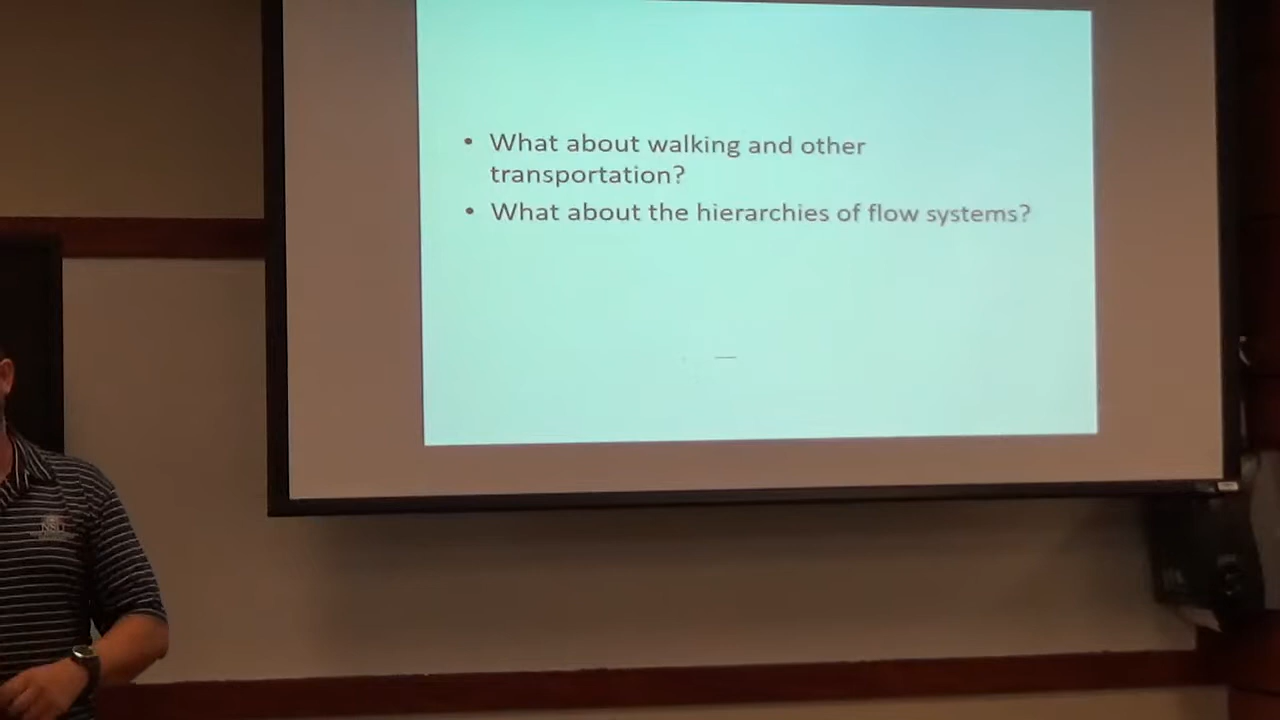 • What about walking and other
transportation?
• What about the hierarchies of flow systems?